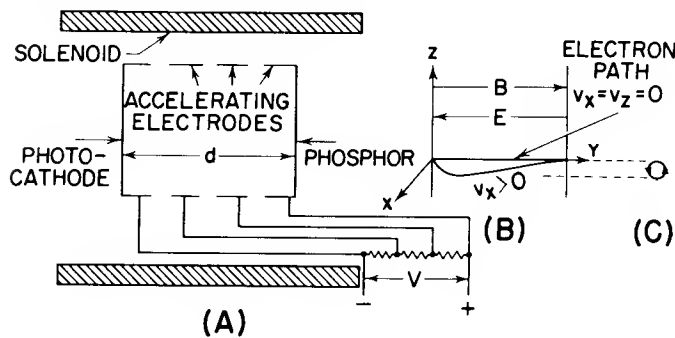 SOLENOID
ACCELERATING
ELECTRODES
PHOTO-
CATHODE
d
PHOSPHOR
V
− +
(A)
Z
B
E
Y
X
ELECTRON
PATH
vx=vz=0
vx>0
(B)
(C)